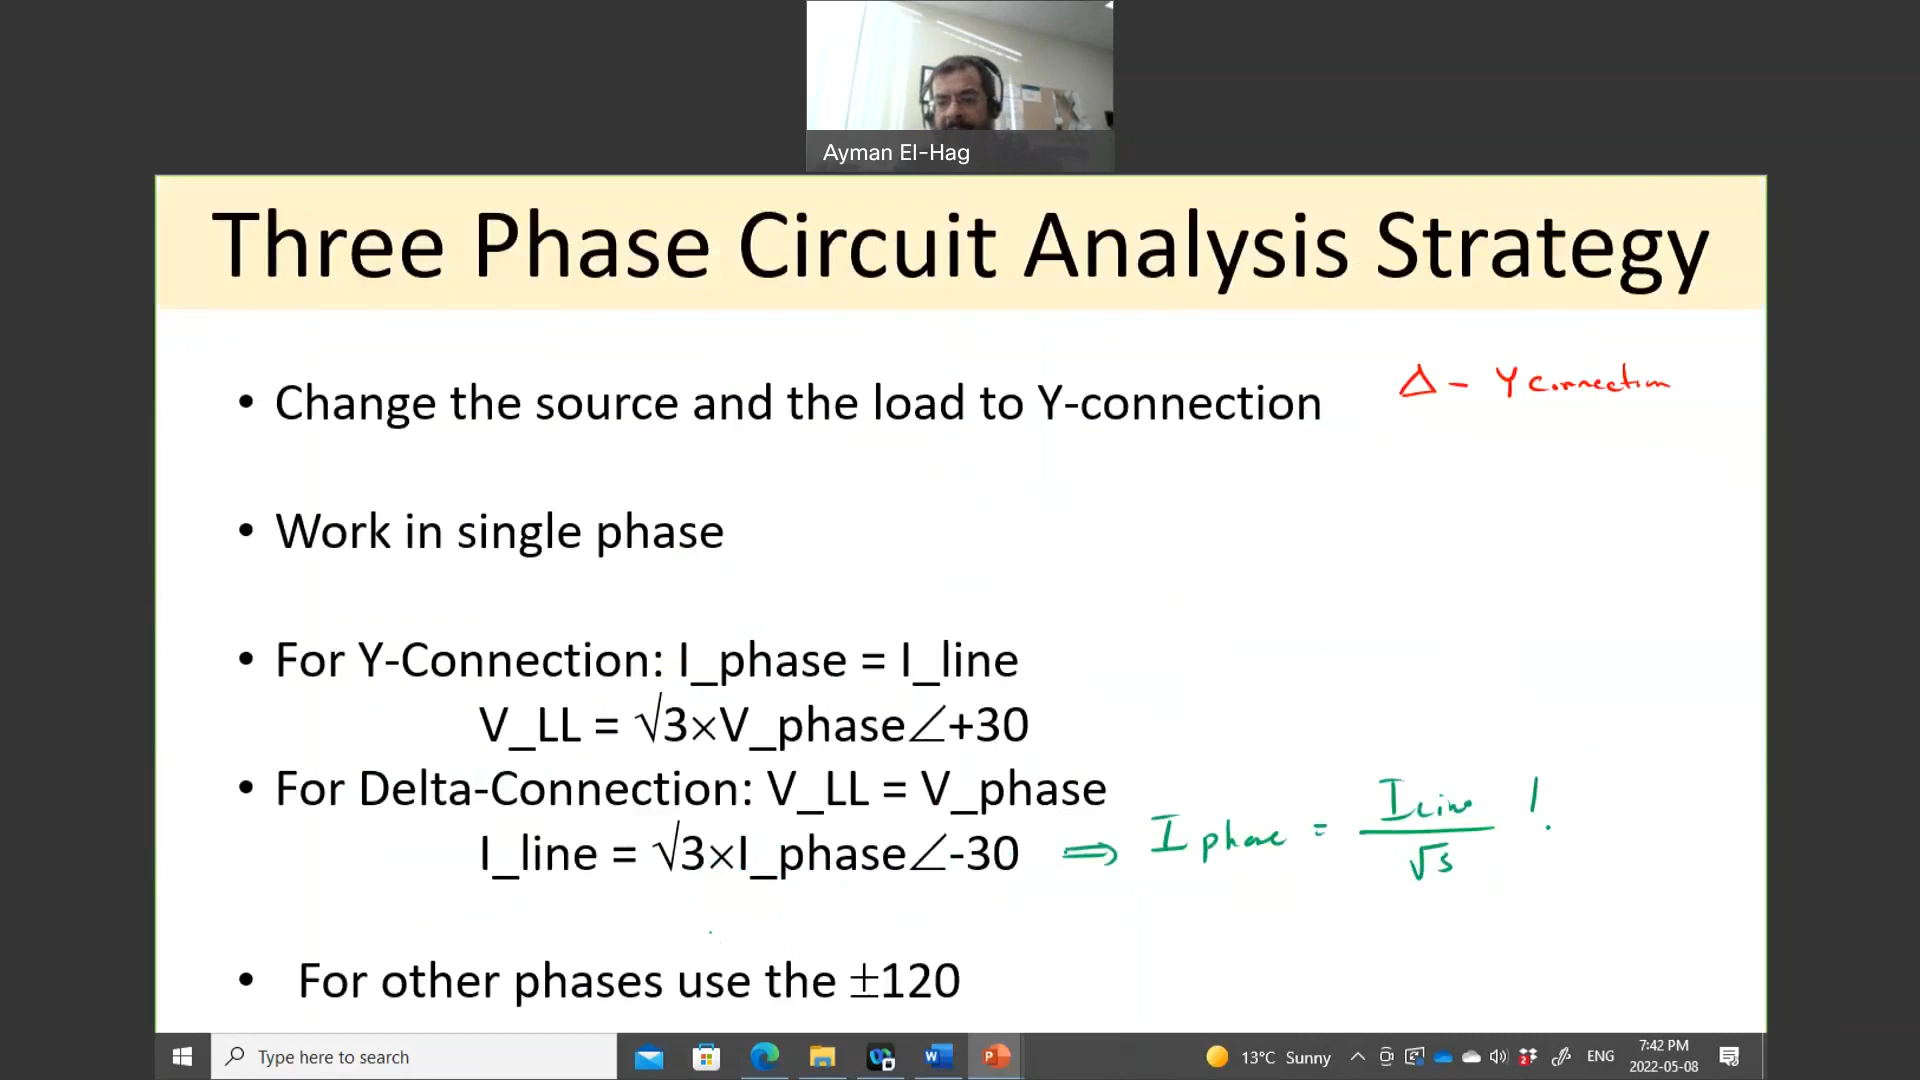 Ayman El-Hag
Three Phase Circuit Analysis Strategy
• Change the source and the load to Y-connection
Δ - Y connection
• Work in single phase
• For Y-Connection: I_phase = I_line
V_LL = √3×V_phase∠+30
• For Delta-Connection: V_LL = V_phase
I_line = √3×I_phase∠-30
⇒ I phase = I Line / √3 !
• For other phases use the ±120
Type here to search
13°C Sunny
ENG
7:42 PM
2022-05-08